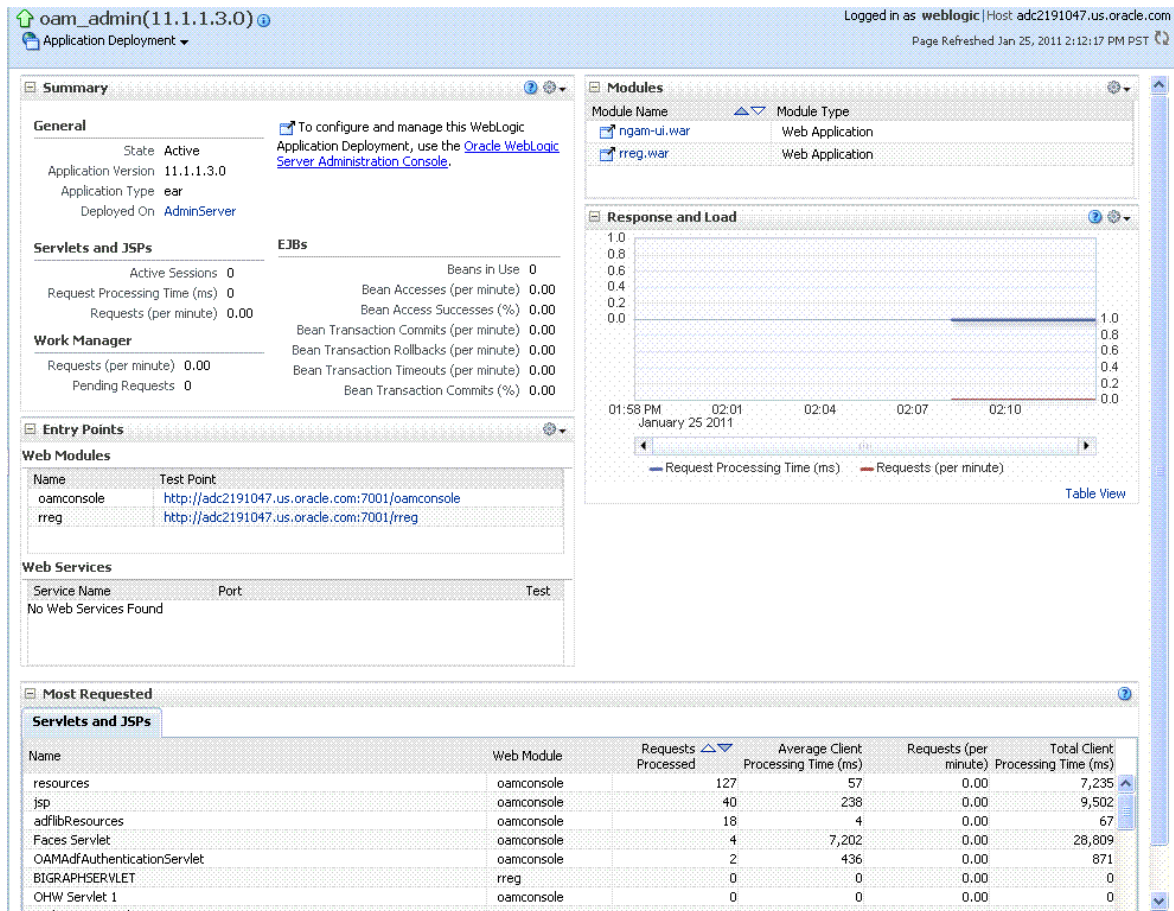 oam_admin(11.1.1.3.0)
Logged in as weblogic|Host adc2191047.us.oracle.com
Application Deployment
Page Refreshed Jan 25, 2011 2:12:17 PM PST
Summary
General
State Active
Application Version 11.1.1.3.0
Application Type ear
Deployed On AdminServer
To configure and manage this WebLogic
Application Deployment, use the Oracle WebLogic
Server Administration Console.
Servlets and JSPs
Active Sessions 0
Request Processing Time (ms) 0
Requests (per minute) 0.00
Work Manager
Requests (per minute) 0.00
Pending Requests 0
EJBs
Beans in Use 0
Bean Accesses (per minute) 0.00
Bean Access Successes (%) 0.00
Bean Transaction Commits (per minute) 0.00
Bean Transaction Rollbacks (per minute) 0.00
Bean Transaction Timeouts (per minute) 0.00
Bean Transaction Commits (%) 0.00
Modules
Module Name Module Type
ngam-ui.war Web Application
rreg.war Web Application
Response and Load
1.0
0.8
0.6
0.4
0.2
0.0
1.0
0.8
0.6
0.4
0.2
0.0
01:58 PM 02:01 02:04 02:07 02:10
January 25 2011
Request Processing Time (ms) Requests (per minute)
Table View
Entry Points
Web Modules
Name Test Point
oamconsole http://adc2191047.us.oracle.com:7001/oamconsole
rreg http://adc2191047.us.oracle.com:7001/rreg
Web Services
Service Name Port Test
No Web Services Found
Most Requested
Servlets and JSPs
Name Web Module Requests Processed Average Client Processing Time (ms) Requests (per minute) Total Client Processing Time (ms)
resources oamconsole 127 57 0.00 7,235
jsp oamconsole 40 238 0.00 9,502
adflibResources oamconsole 18 4 0.00 67
Faces Servlet oamconsole 4 7,202 0.00 28,809
OAMAdfAuthenticationServlet oamconsole 2 436 0.00 871
BIGRAPHSERVLET rreg 0 0 0.00 0
OHW Servlet 1 oamconsole 0 0 0.00 0